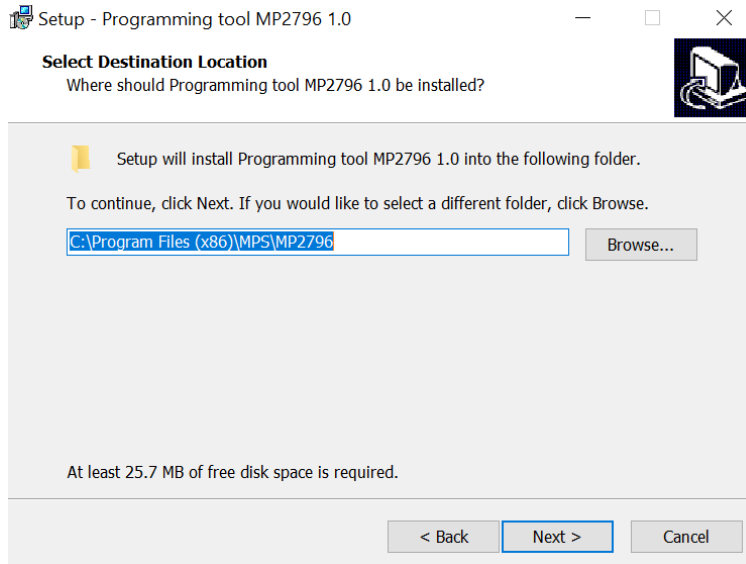 Setup - Programming tool MP2796 1.0
Select Destination Location
Where should Programming tool MP2796 1.0 be installed?
Setup will install Programming tool MP2796 1.0 into the following folder.
To continue, click Next. If you would like to select a different folder, click Browse.
C:\Program Files (x86)\MPS\MP2796
Browse...
At least 25.7 MB of free disk space is required.
< Back
Next >
Cancel